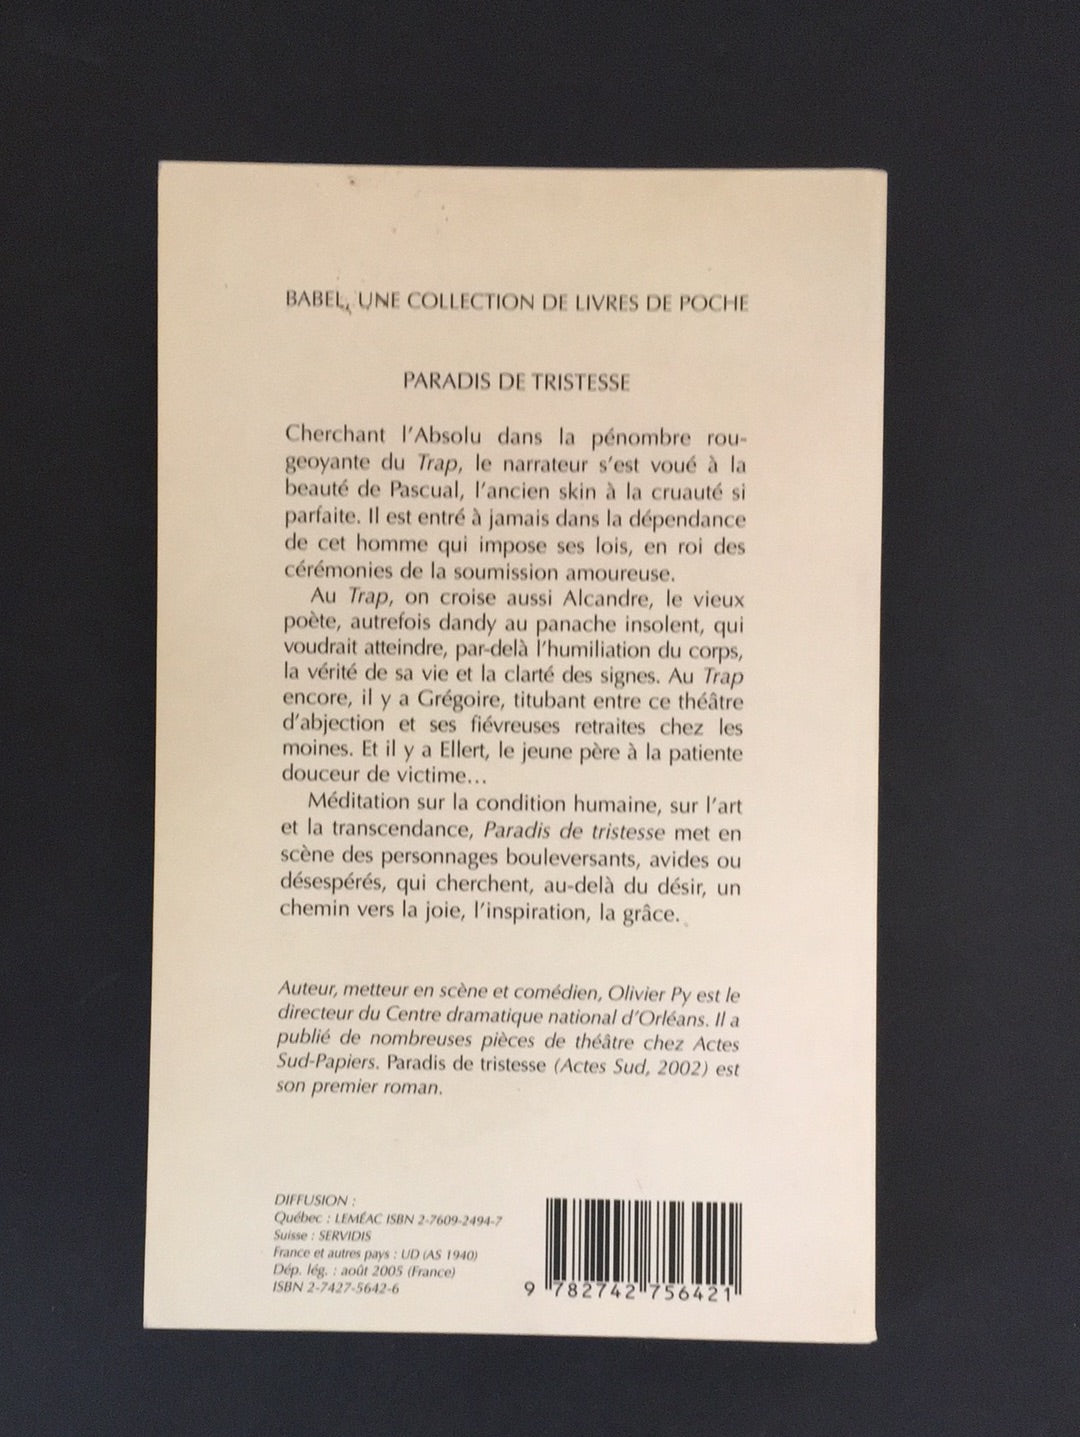 BABEL, UNE COLLECTION DE LIVRES DE POCHE
PARADIS DE TRISTESSE
Cherchant l'Absolu dans la pénombre rou-
geoyante du Trap, le narrateur s'est voué à la
beauté de Pascual, l'ancien skin à la cruauté si
parfaite. Il est entré à jamais dans la dépendance
de cet homme qui impose ses lois, en roi des
cérémonies de la soumission amoureuse.
Au Trap, on croise aussi Alcandre, le vieux
poète, autrefois dandy au panache insolent, qui
voudrait atteindre, par-delà l'humiliation du corps,
la vérité de sa vie et la clarté des signes. Au Trap
encore, il y a Grégoire, titubant entre ce théâtre
d'abjection et ses fiévreuses retraites chez les
moines. Et il y a Ellert, le jeune père à la patiente
douceur de victime...
Méditation sur la condition humaine, sur l'art
et la transcendance, Paradis de tristesse met en
scène des personnages bouleversants, avides ou
désespérés, qui cherchent, au-delà du désir, un
chemin vers la joie, l'inspiration, la grâce.
Auteur, metteur en scène et comédien, Olivier Py est le
directeur du Centre dramatique national d'Orléans. Il a
publié de nombreuses pièces de théâtre chez Actes
Sud-Papiers. Paradis de tristesse (Actes Sud, 2002) est
son premier roman.
DIFFUSION :
Québec : LEMÉAC ISBN 2-7609-2494-7
Suisse : SERVIDIS
France et autres pays : UD (AS 1940)
Dép. lég. : août 2005 (France)
ISBN 2-7427-5642-6
9 782742 756421